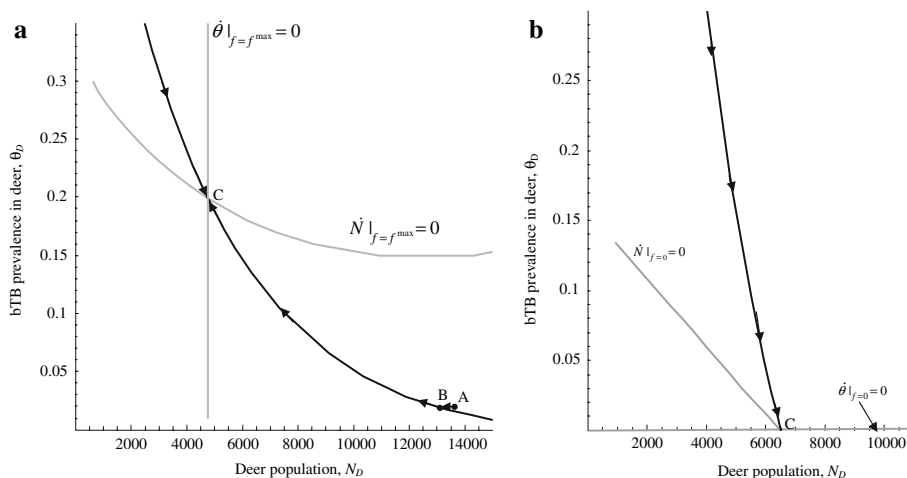 a
θ̇ |f=fmax = 0
0.3
0.25
0.2
0.15
0.1
0.05
bTB prevalence in deer, θD
C
Ṅ |f=fmax = 0
B
A
2000 4000 6000 8000 10000 12000 14000
Deer population, ND
b
0.25
0.2
0.15
0.1
0.05
bTB prevalence in deer, θD
Ṅ |f=0 = 0
θ̇ |f=0 = 0
C
2000 4000 6000 8000 10000
Deer population, ND